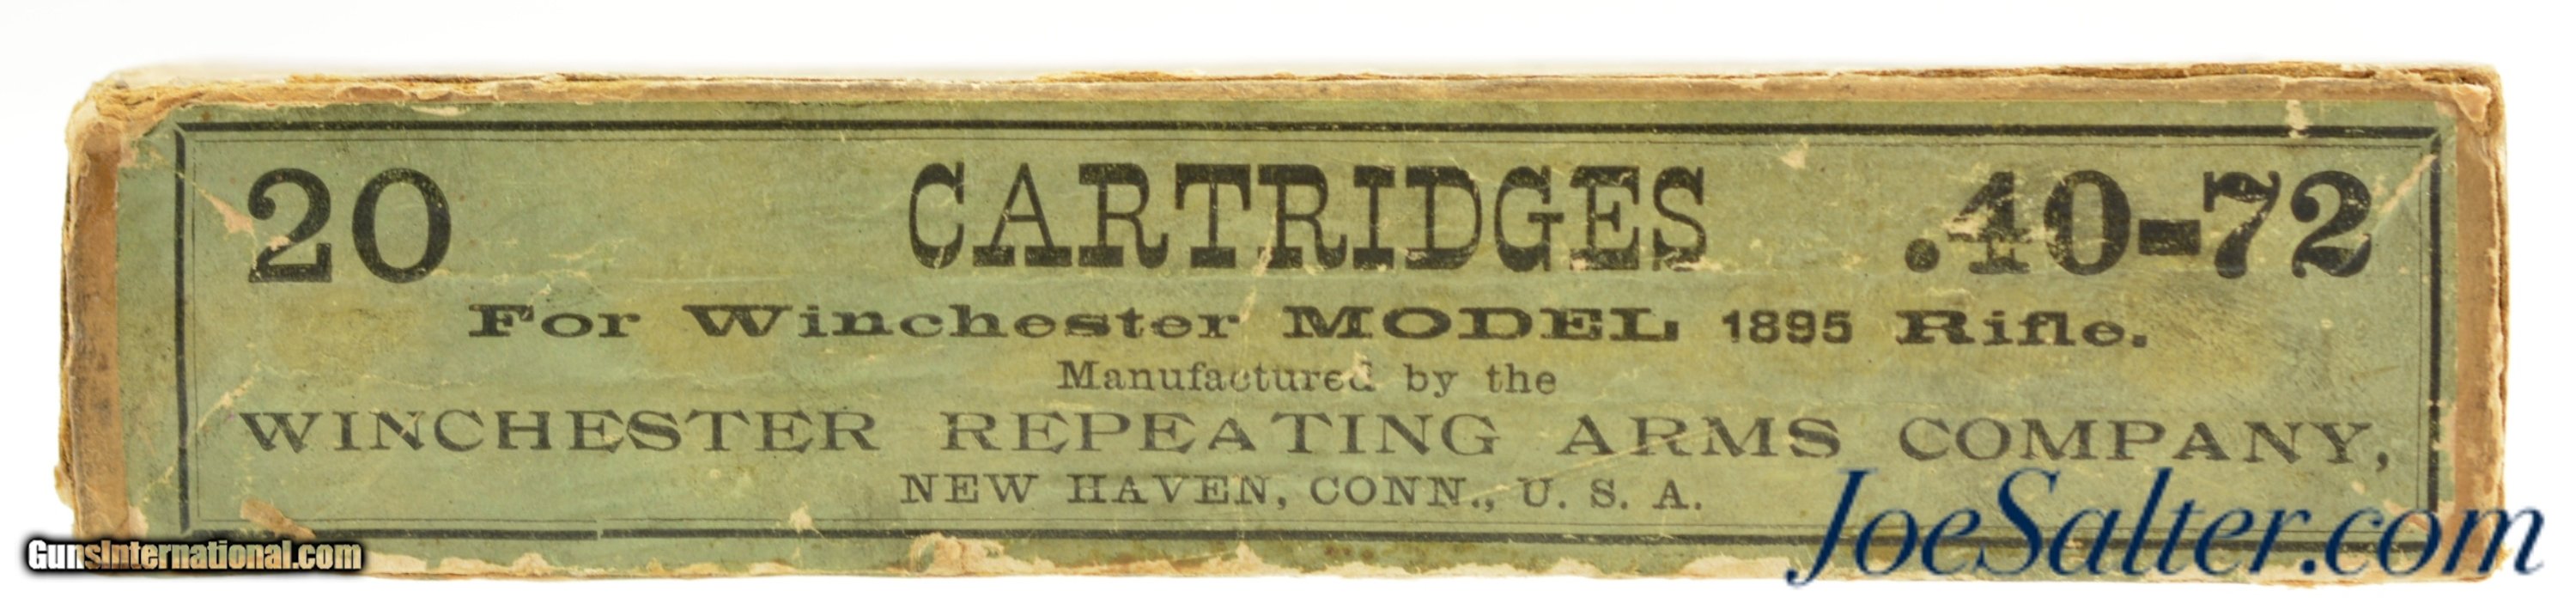 20 CARTRIDGES .40-72
For Winchester MODEL 1895 Rifle.
Manufactured by the
WINCHESTER REPEATING ARMS COMPANY,
NEW HAVEN, CONN., U. S. A.
GunsInternational.com
JoeSalter.com